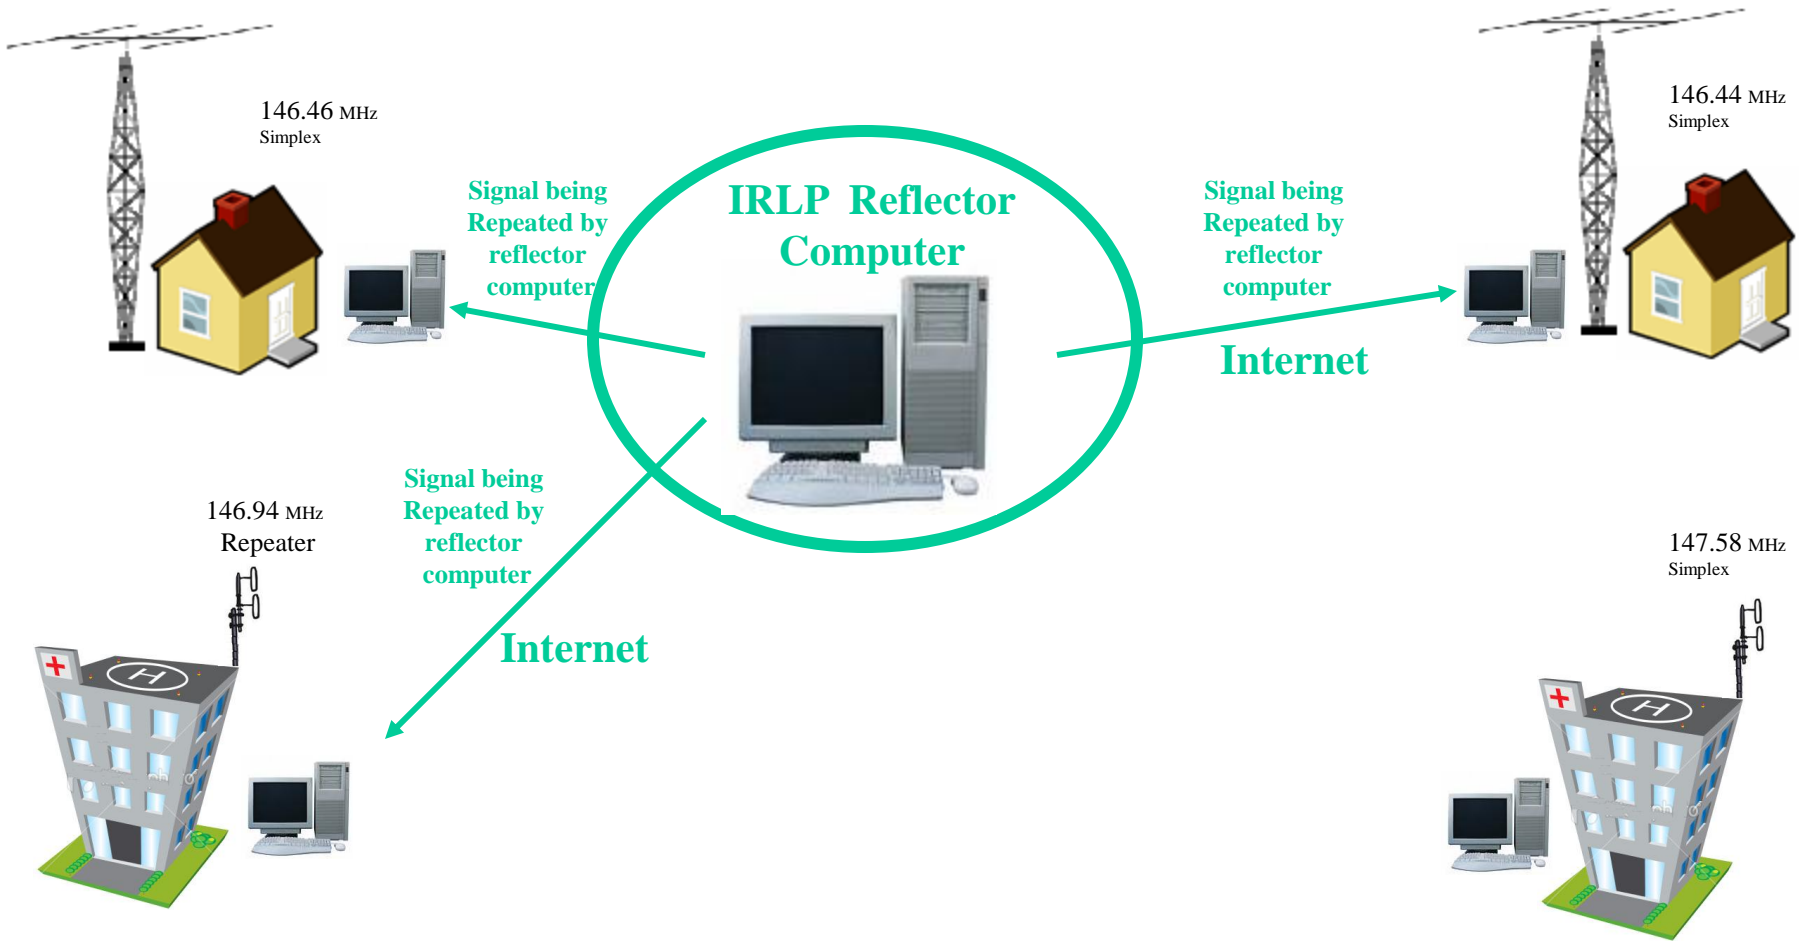 146.46 MHz
Simplex
146.44 MHz
Simplex
Signal being
Repeated by
reflector
computer
IRLP Reflector
Computer
Signal being
Repeated by
reflector
computer
Internet
Signal being
Repeated by
reflector
computer
146.94 MHz
Repeater
Internet
147.58 MHz
Simplex
H
H